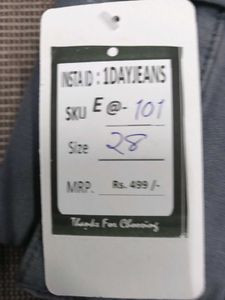 INSTA ID : 1DAYJEANS
SKU E @- 101
Size 28
MRP. Rs. 499 /-
Thanks For Choosing